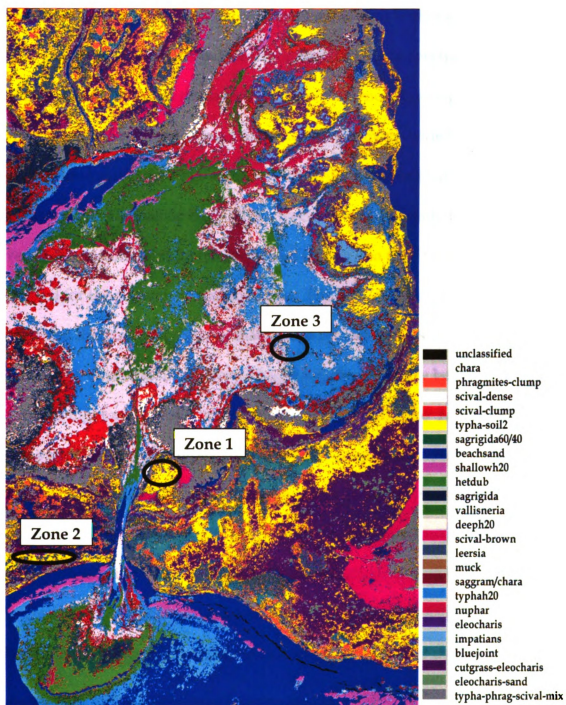 Zone 3
Zone 1
Zone 2
unclassified
chara
phragmites-clump
scival-dense
scival-clump
typha-soil2
sagrigida60/40
beachsand
shallowh20
hetdub
sagrigida
vallisneria
deeph20
scival-brown
leersia
muck
saggram/chara
typhah20
nuphar
eleocharis
impatians
bluejoint
cutgrass-eleocharis
eleocharis-sand
typha-phrag-scival-mix